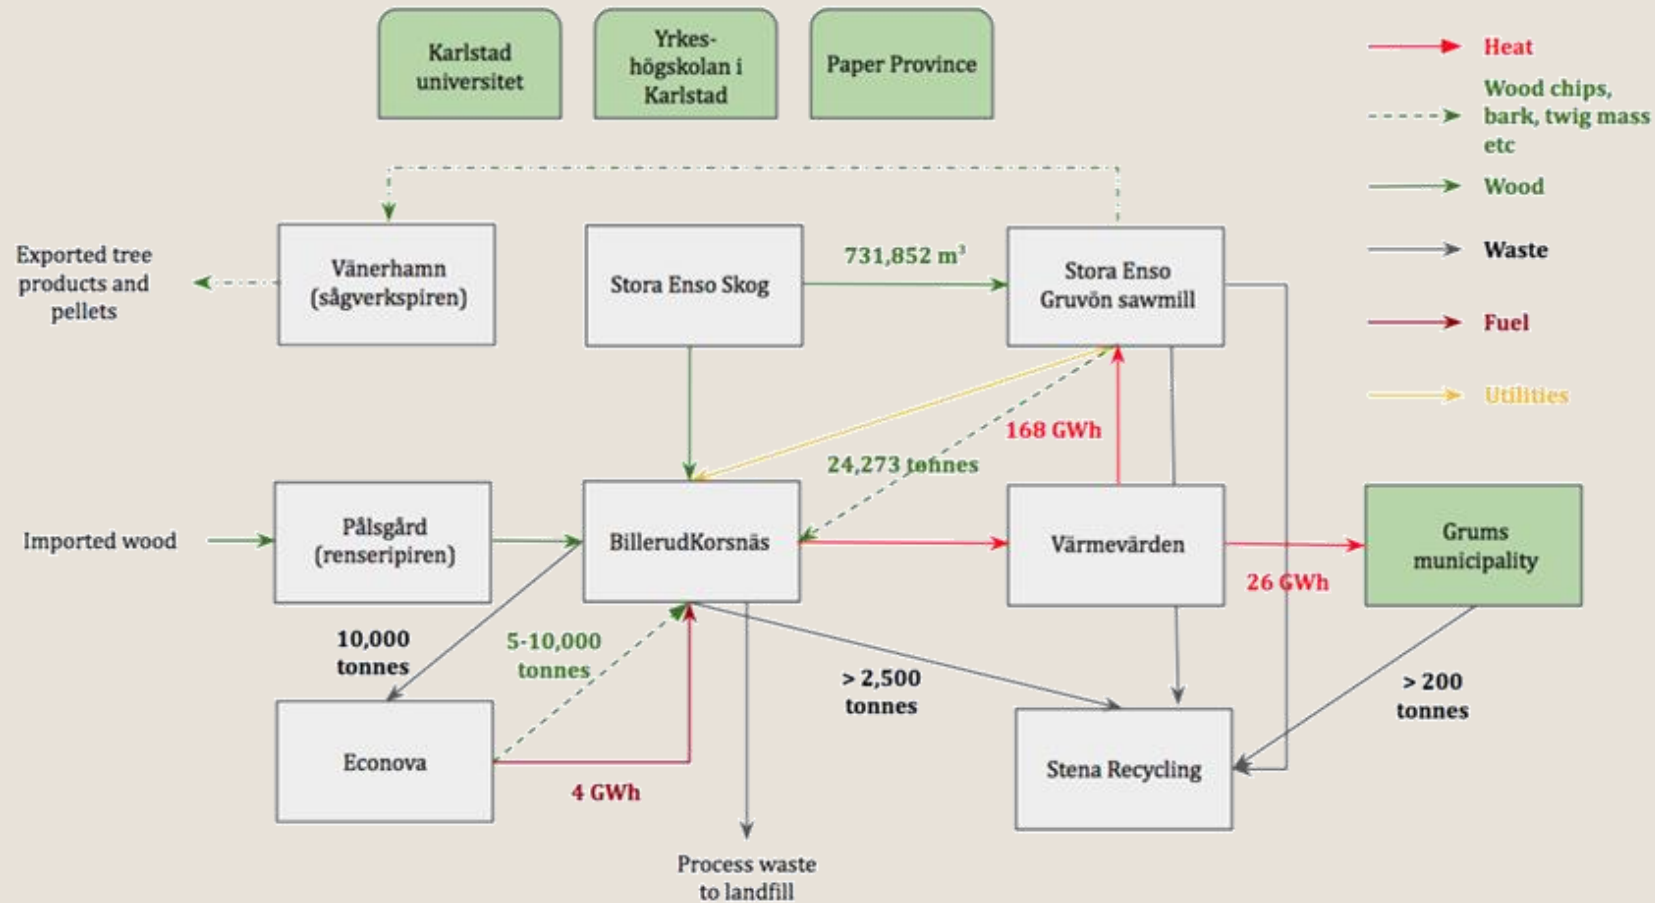 Karlstad
universitet
Yrkes-
högskolan i
Karlstad
Paper Province
Heat
Wood chips,
bark, twig mass
etc
Wood
Waste
Fuel
Utilities
Exported tree
products and
pellets
Vänerhamn
(sågverkspiren)
Stora Enso Skog
731,852 m³
Stora Enso
Gruvön sawmill
168 GWh
24,273 tonnes
Imported wood
Pålsgård
(renseripiren)
BillerudKorsnäs
Värmevärden
26 GWh
Grums
municipality
10,000
tonnes
5-10,000
tonnes
> 2,500
tonnes
> 200
tonnes
Econova
4 GWh
Stena Recycling
Process waste
to landfill